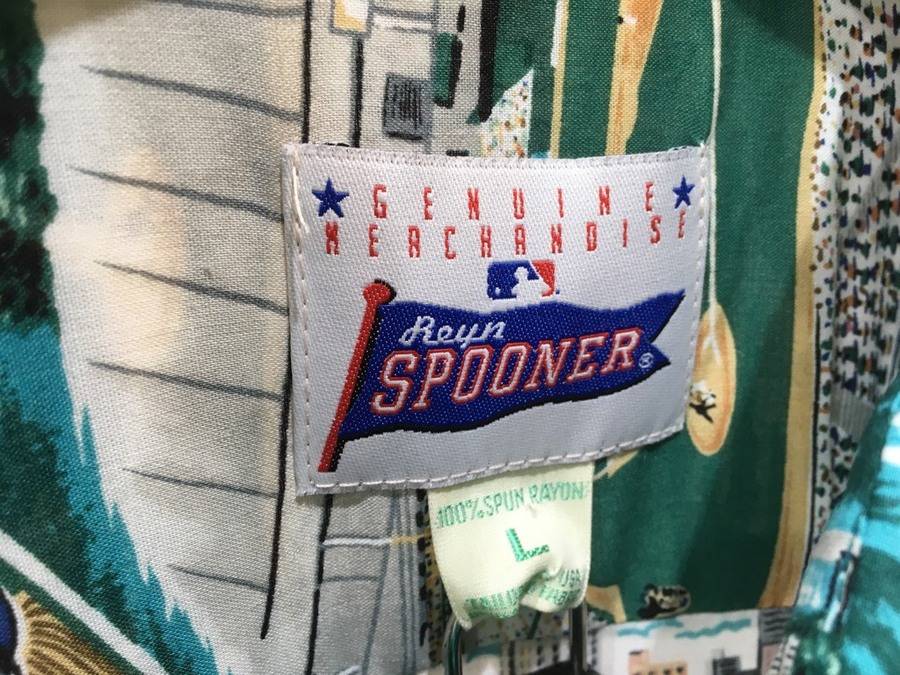 GENUINE
MERCHANDISE
Reyn
SPOONER®
100% SPUN RAYON
L